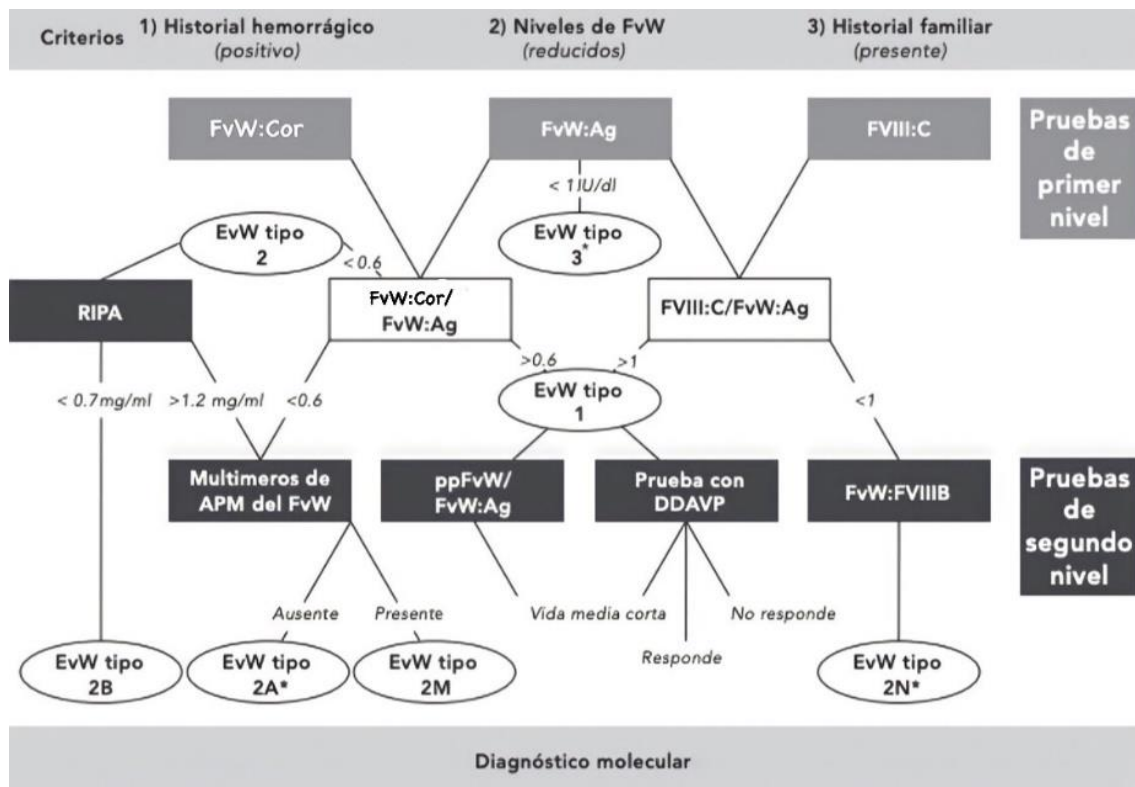 Criterios
1) Historial hemorrágico
(positivo)
2) Niveles de FvW
(reducidos)
3) Historial familiar
(presente)
FvW:Cor
FvW:Ag
FVIII:C
Pruebas
de
primer
nivel
< 1IU/dl
EvW tipo
2
<0.6
EvW tipo
3*
RIPA
FvW:Cor/
FvW:Ag
FVIII:C/FvW:Ag
>0.6
>1
EvW tipo
1
< 0.7mg/ml
>1.2 mg/ml
<0.6
<1
Multimeros de
APM del FvW
ppFvW/
FvW:Ag
Prueba con
DDAVP
FvW:FVIIIB
Pruebas
de
segundo
nivel
Ausente
Presente
Vida media corta
No responde
Responde
EvW tipo
2B
EvW tipo
2A*
EvW tipo
2M
EvW tipo
2N*
Diagnóstico molecular